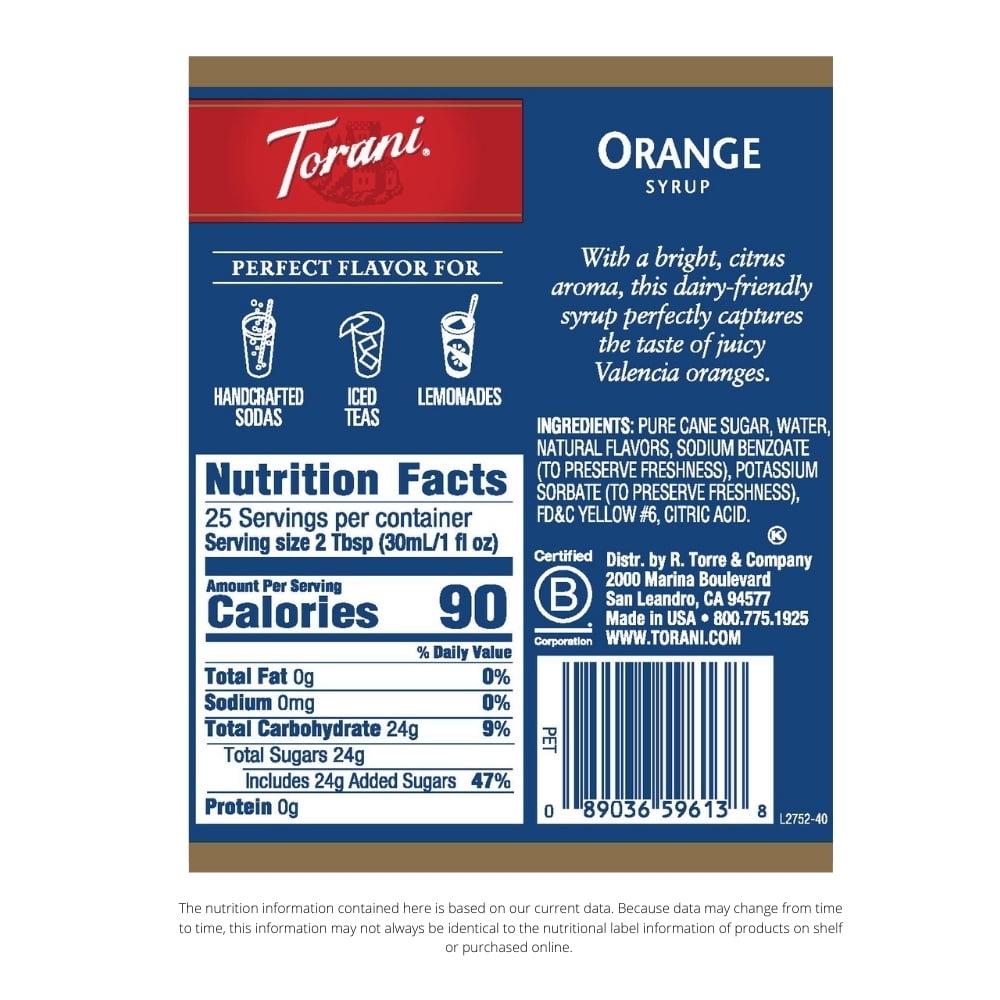 Torani®
ORANGE
SYRUP
PERFECT FLAVOR FOR
HANDCRAFTED
SODAS
ICED
TEAS
LEMONADES
With a bright, citrus
aroma, this dairy-friendly
syrup perfectly captures
the taste of juicy
Valencia oranges.
INGREDIENTS: PURE CANE SUGAR, WATER,
NATURAL FLAVORS, SODIUM BENZOATE
(TO PRESERVE FRESHNESS), POTASSIUM
SORBATE (TO PRESERVE FRESHNESS),
FD&C YELLOW #6, CITRIC ACID.
K
Nutrition Facts
25 Servings per container
Serving size 2 Tbsp (30mL/1 fl oz)
Amount Per Serving
Calories 90
% Daily Value
Total Fat 0g 0%
Sodium 0mg 0%
Total Carbohydrate 24g 9%
Total Sugars 24g
Includes 24g Added Sugars 47%
Protein 0g
Certified
B
Corporation
Distr. by R. Torre & Company
2000 Marina Boulevard
San Leandro, CA 94577
Made in USA • 800.775.1925
WWW.TORANI.COM
PET
0 89036 59613 8
L2752-40
The nutrition information contained here is based on our current data. Because data may change from time
to time, this information may not always be identical to the nutritional label information of products on shelf
or purchased online.